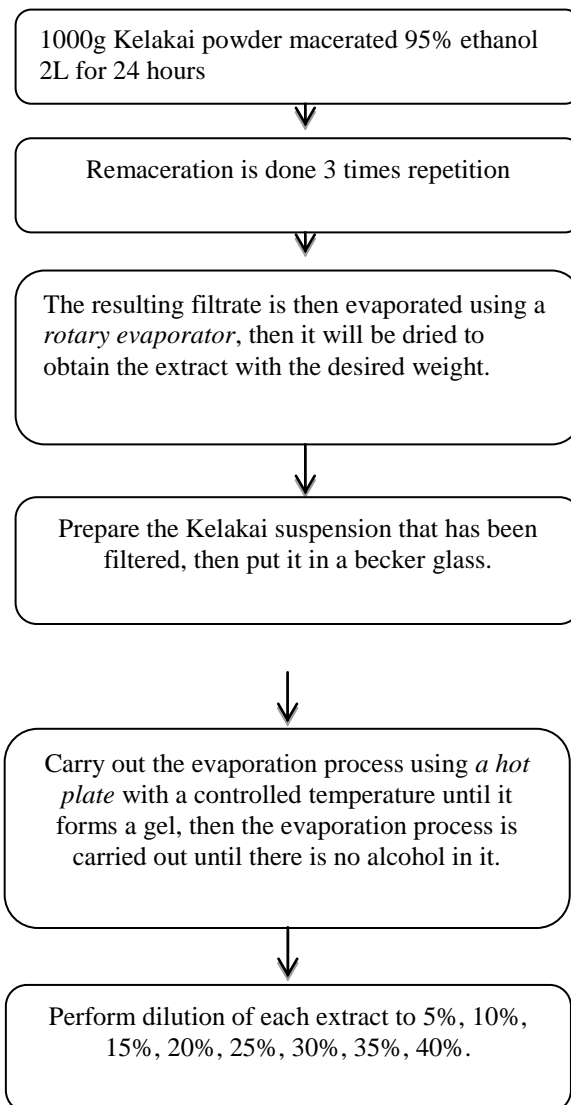 1000g Kelakai powder macerated 95% ethanol
2L for 24 hours
Remaceration is done 3 times repetition
The resulting filtrate is then evaporated using a
rotary evaporator, then it will be dried to
obtain the extract with the desired weight.
Prepare the Kelakai suspension that has been
filtered, then put it in a becker glass.
Carry out the evaporation process using a hot
plate with a controlled temperature until it
forms a gel, then the evaporation process is
carried out until there is no alcohol in it.
Perform dilution of each extract to 5%, 10%,
15%, 20%, 25%, 30%, 35%, 40%.